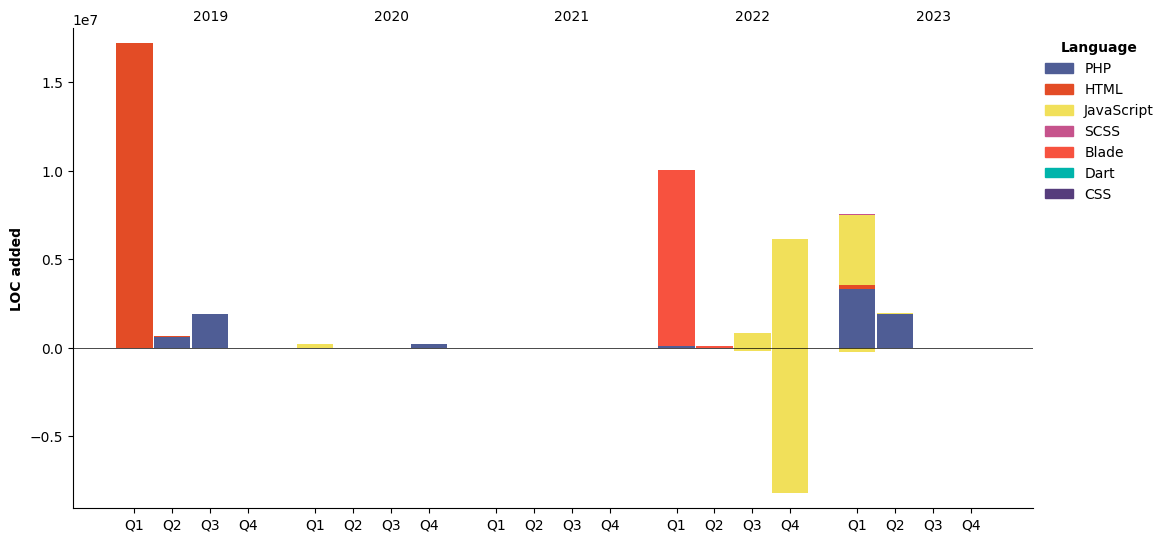 1e7
2019 2020 2021 2022 2023
Language
PHP
HTML
JavaScript
SCSS
Blade
Dart
CSS
LOC added
1.5
1.0
0.5
0.0
−0.5
Q1 Q2 Q3 Q4 Q1 Q2 Q3 Q4 Q1 Q2 Q3 Q4 Q1 Q2 Q3 Q4 Q1 Q2 Q3 Q4